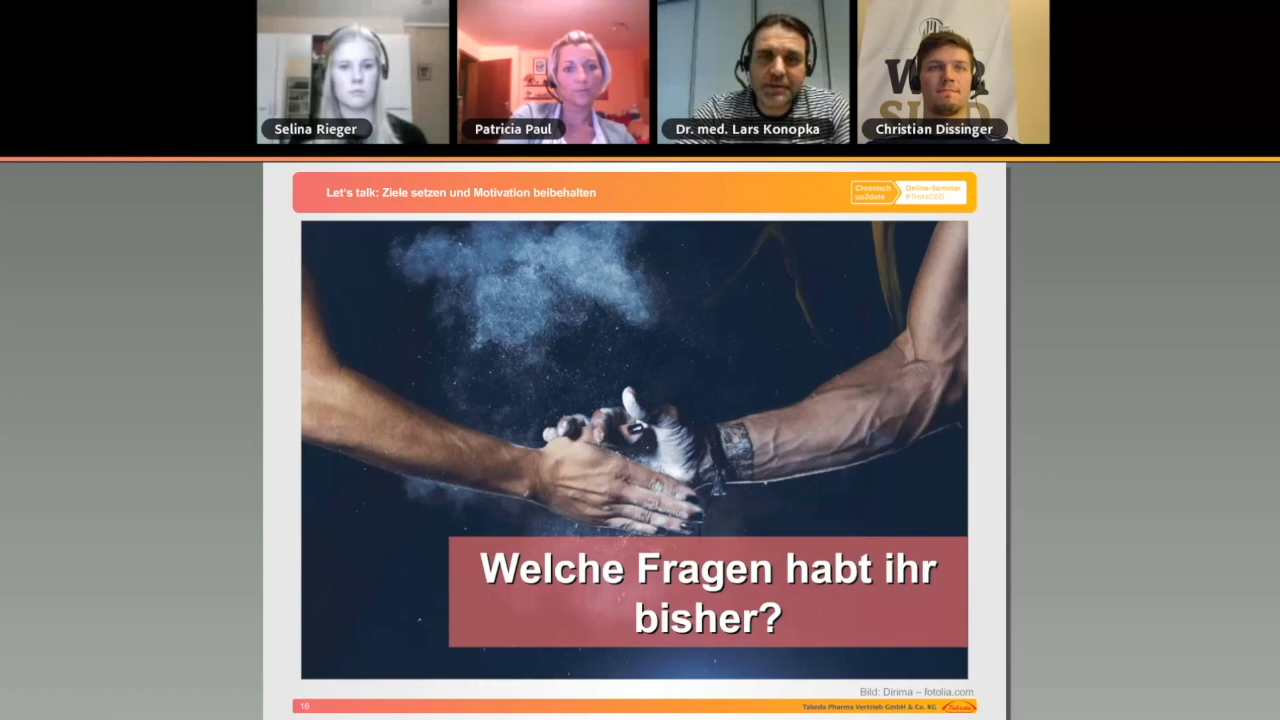 Selina Rieger
Patricia Paul
Dr. med. Lars Konopka
Christian Dissinger
Let's talk: Ziele setzen und Motivation beibehalten
Chronisch
up2date
Online-Seminar
#TrotzCED
Welche Fragen habt ihr
bisher?
Bild: Dirima – fotolia.com
16
Takeda Pharma Vertrieb GmbH & Co. KG
Takeda